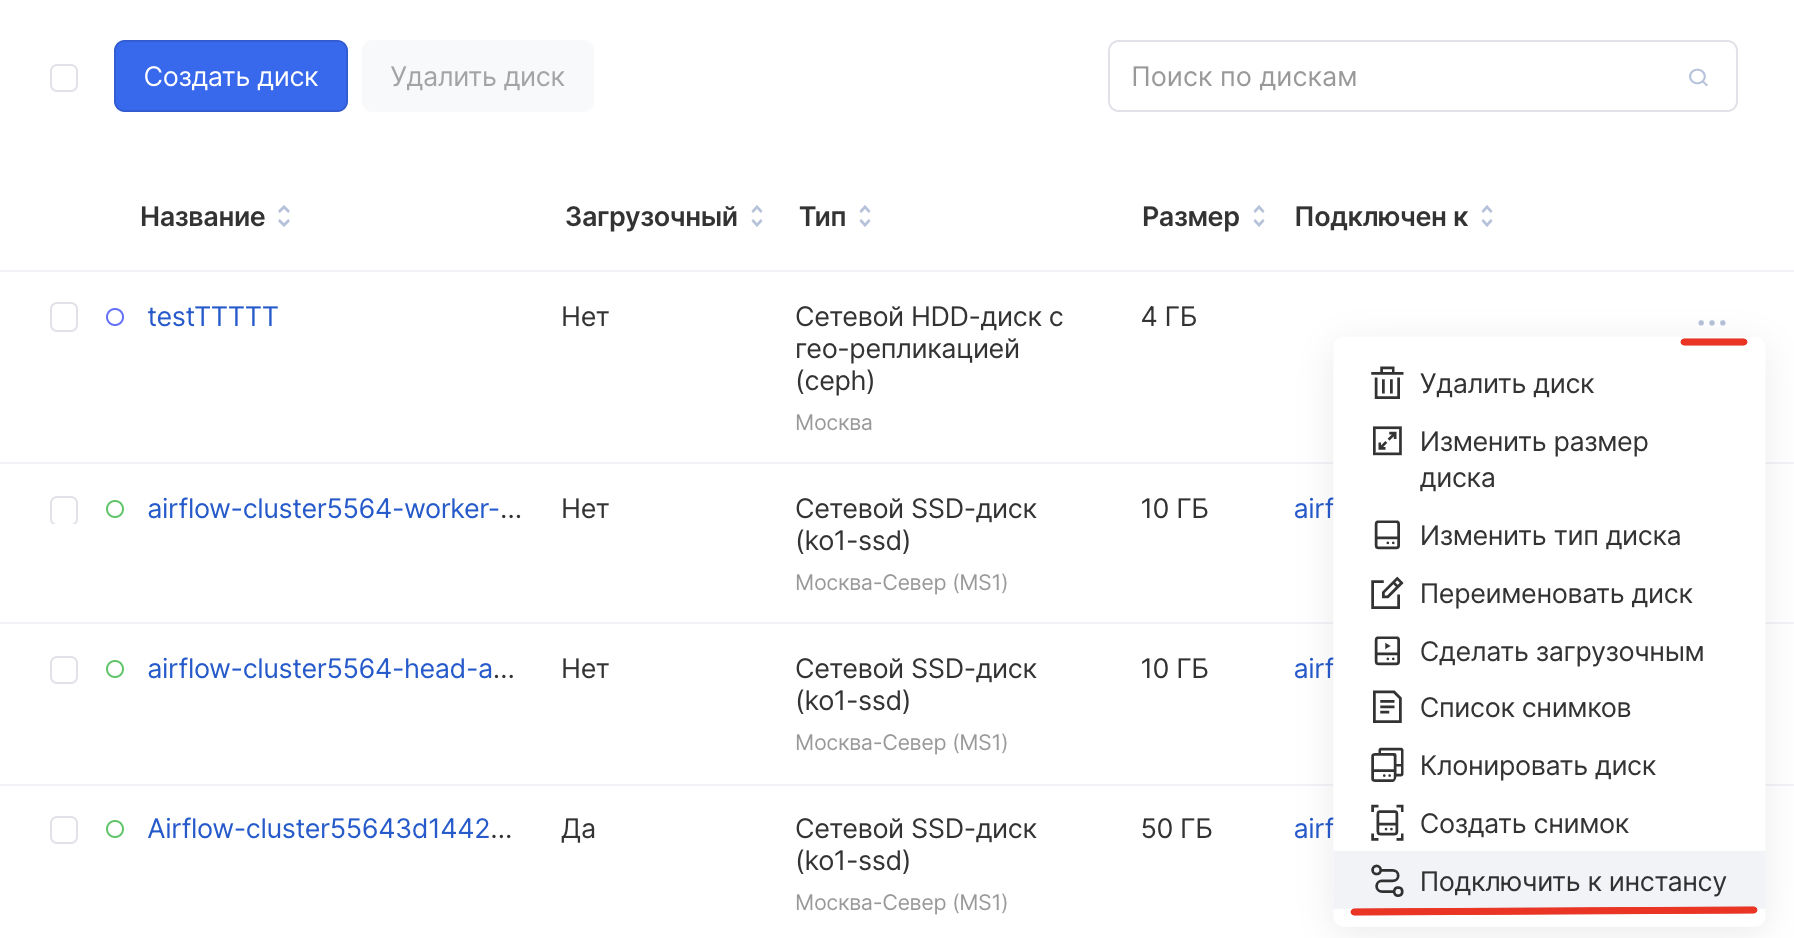 Создать диск
Удалить диск
Поиск по дискам
Название
Загрузочный
Тип
Размер
Подключен к
testTTTTT
Нет
Сетевой HDD-диск с
гео-репликацией
(ceph)
Москва
4 ГБ
airflow-cluster5564-worker-...
Нет
Сетевой SSD-диск
(ko1-ssd)
Москва-Север (MS1)
10 ГБ
airf
airflow-cluster5564-head-a...
Нет
Сетевой SSD-диск
(ko1-ssd)
Москва-Север (MS1)
10 ГБ
airf
Airflow-cluster55643d1442...
Да
Сетевой SSD-диск
(ko1-ssd)
Москва-Север (MS1)
50 ГБ
airf
Удалить диск
Изменить размер
диска
Изменить тип диска
Переименовать диск
Сделать загрузочным
Список снимков
Клонировать диск
Создать снимок
Подключить к инстансу